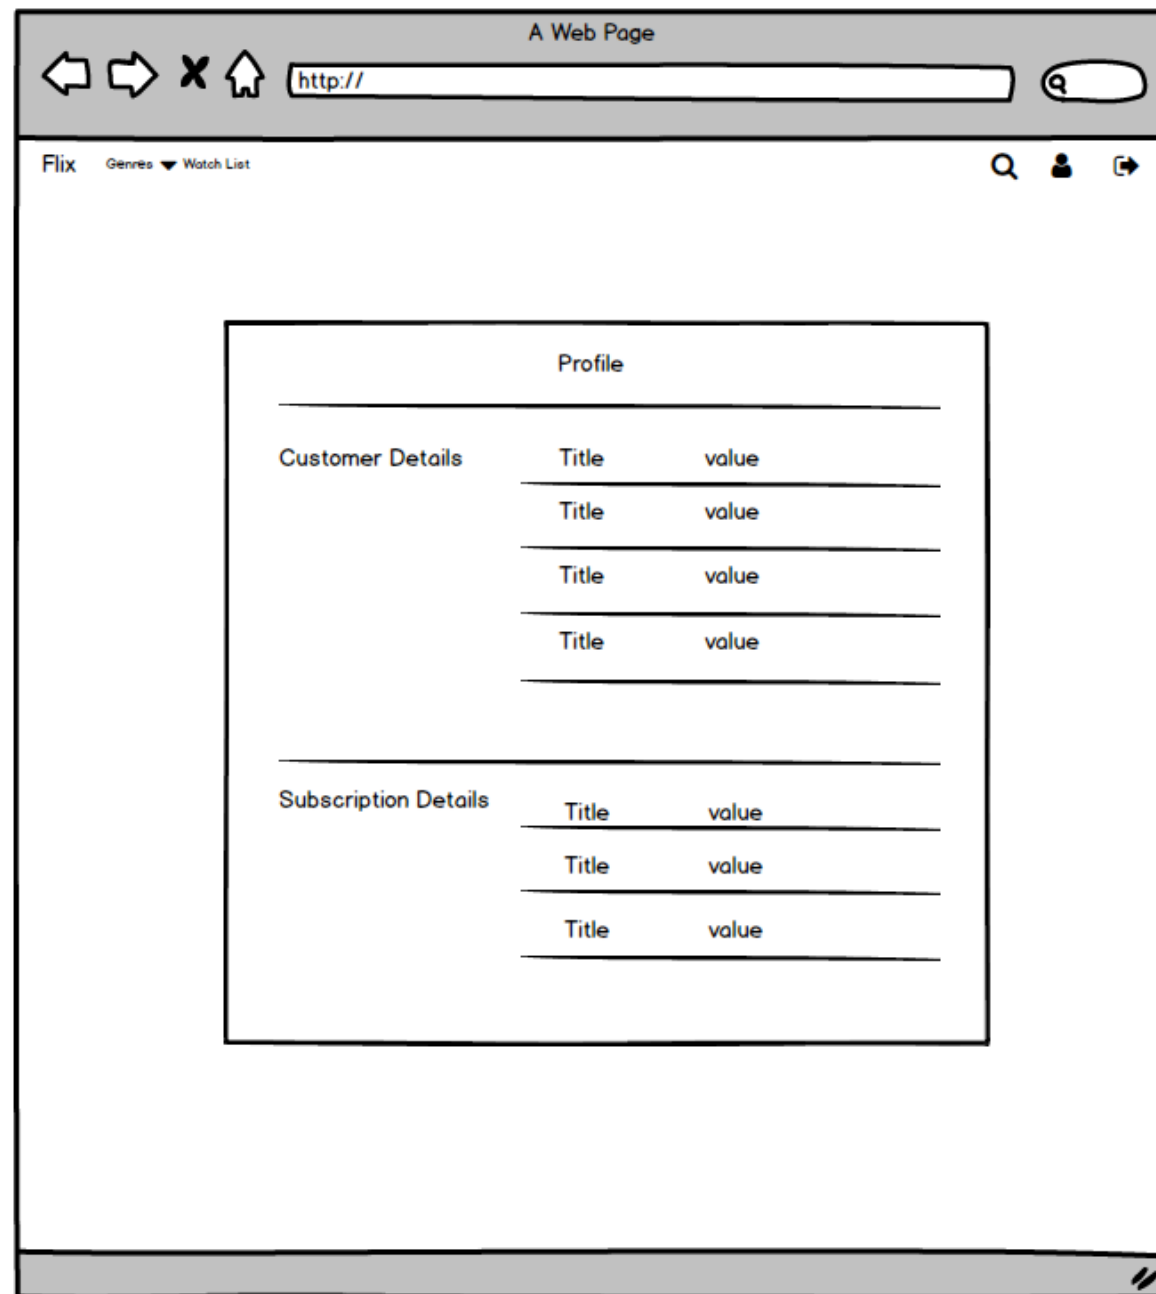 A Web Page
http://
Flix Genres Watch List
Profile
Customer Details Title value
Title value
Title value
Title value
Subscription Details Title value
Title value
Title value